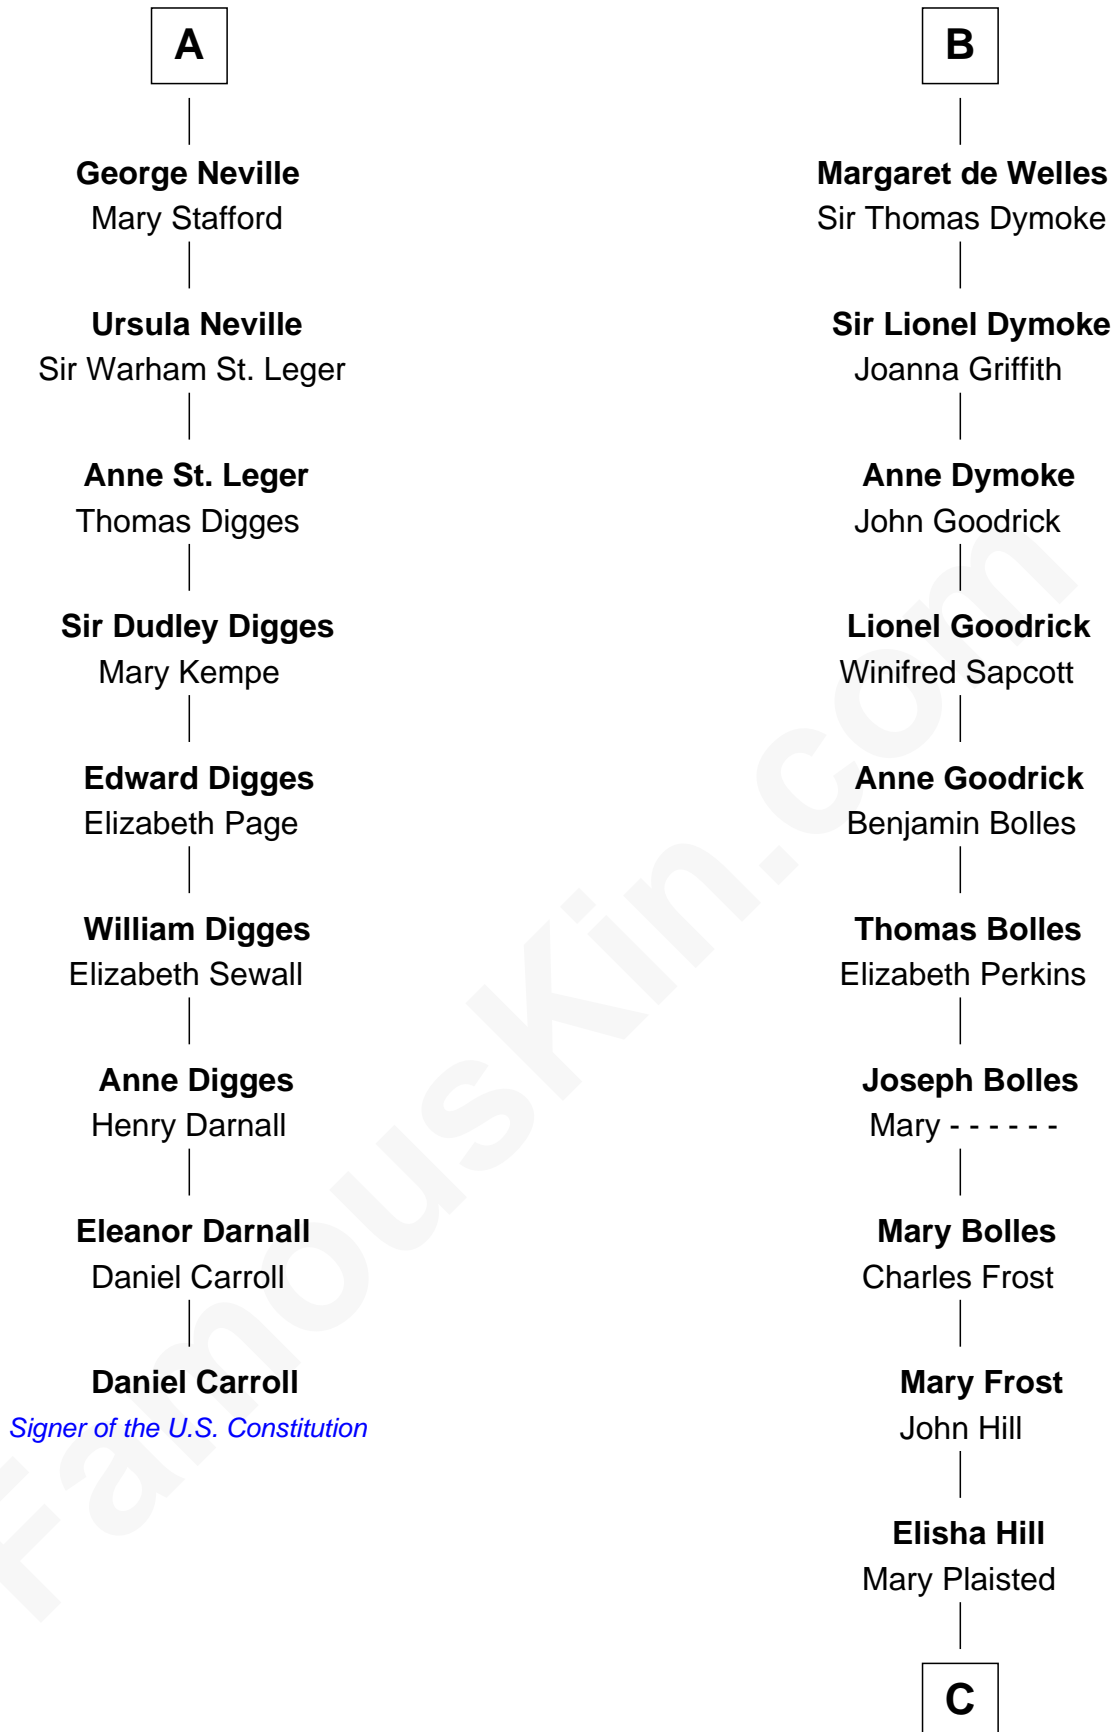 A
George Neville
Mary Stafford
Ursula Neville
Sir Warham St. Leger
Anne St. Leger
Thomas Digges
Sir Dudley Digges
Mary Kempe
Edward Digges
Elizabeth Page
William Digges
Elizabeth Sewall
Anne Digges
Henry Darnall
Eleanor Darnall
Daniel Carroll
Daniel Carroll
Signer of the U.S. Constitution
B
Margaret de Welles
Sir Thomas Dymoke
Sir Lionel Dymoke
Joanna Griffith
Anne Dymoke
John Goodrick
Lionel Goodrick
Winifred Sapcott
Anne Goodrick
Benjamin Bolles
Thomas Bolles
Elizabeth Perkins
Joseph Bolles
Mary - - - - - -
Mary Bolles
Charles Frost
Mary Frost
John Hill
Elisha Hill
Mary Plaisted
C
FamousKin.com